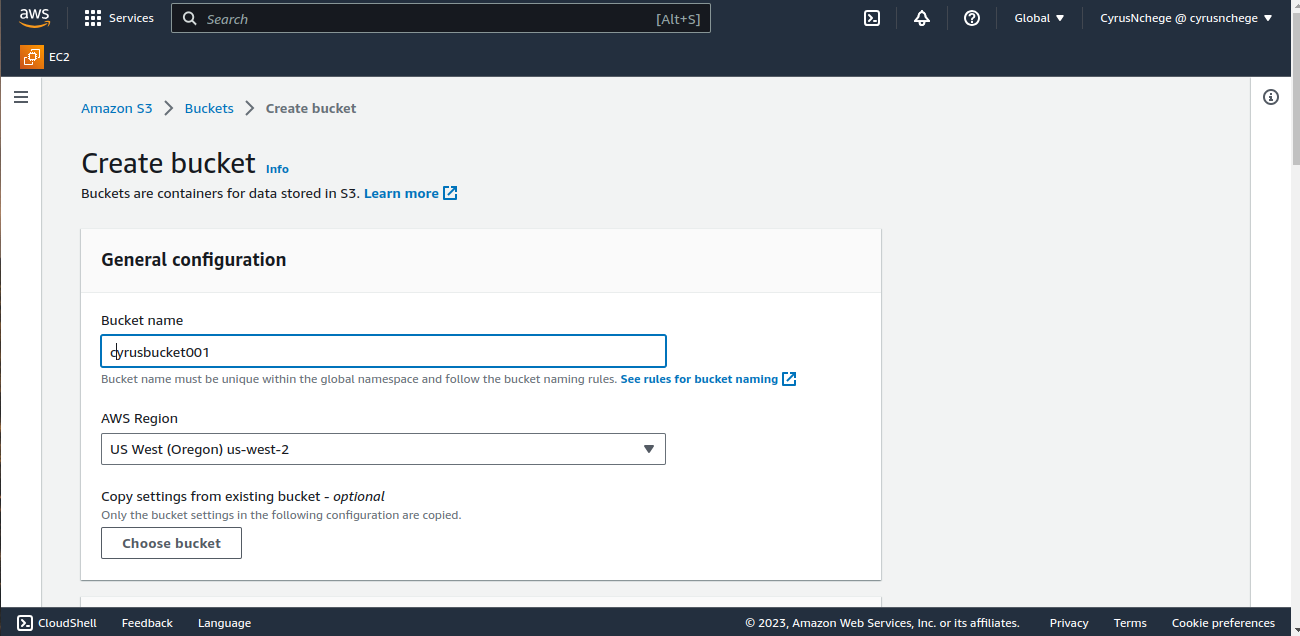 aws Services Search [Alt+S] Global CyrusNchege @ cyrusnchege
EC2
Amazon S3 Buckets Create bucket
Create bucket Info
Buckets are containers for data stored in S3. Learn more
General configuration
Bucket name
cyrusbucket001
Bucket name must be unique within the global namespace and follow the bucket naming rules. See rules for bucket naming
AWS Region
US West (Oregon) us-west-2
Copy settings from existing bucket - optional
Only the bucket settings in the following configuration are copied.
Choose bucket
CloudShell Feedback Language © 2023, Amazon Web Services, Inc. or its affiliates. Privacy Terms Cookie preferences